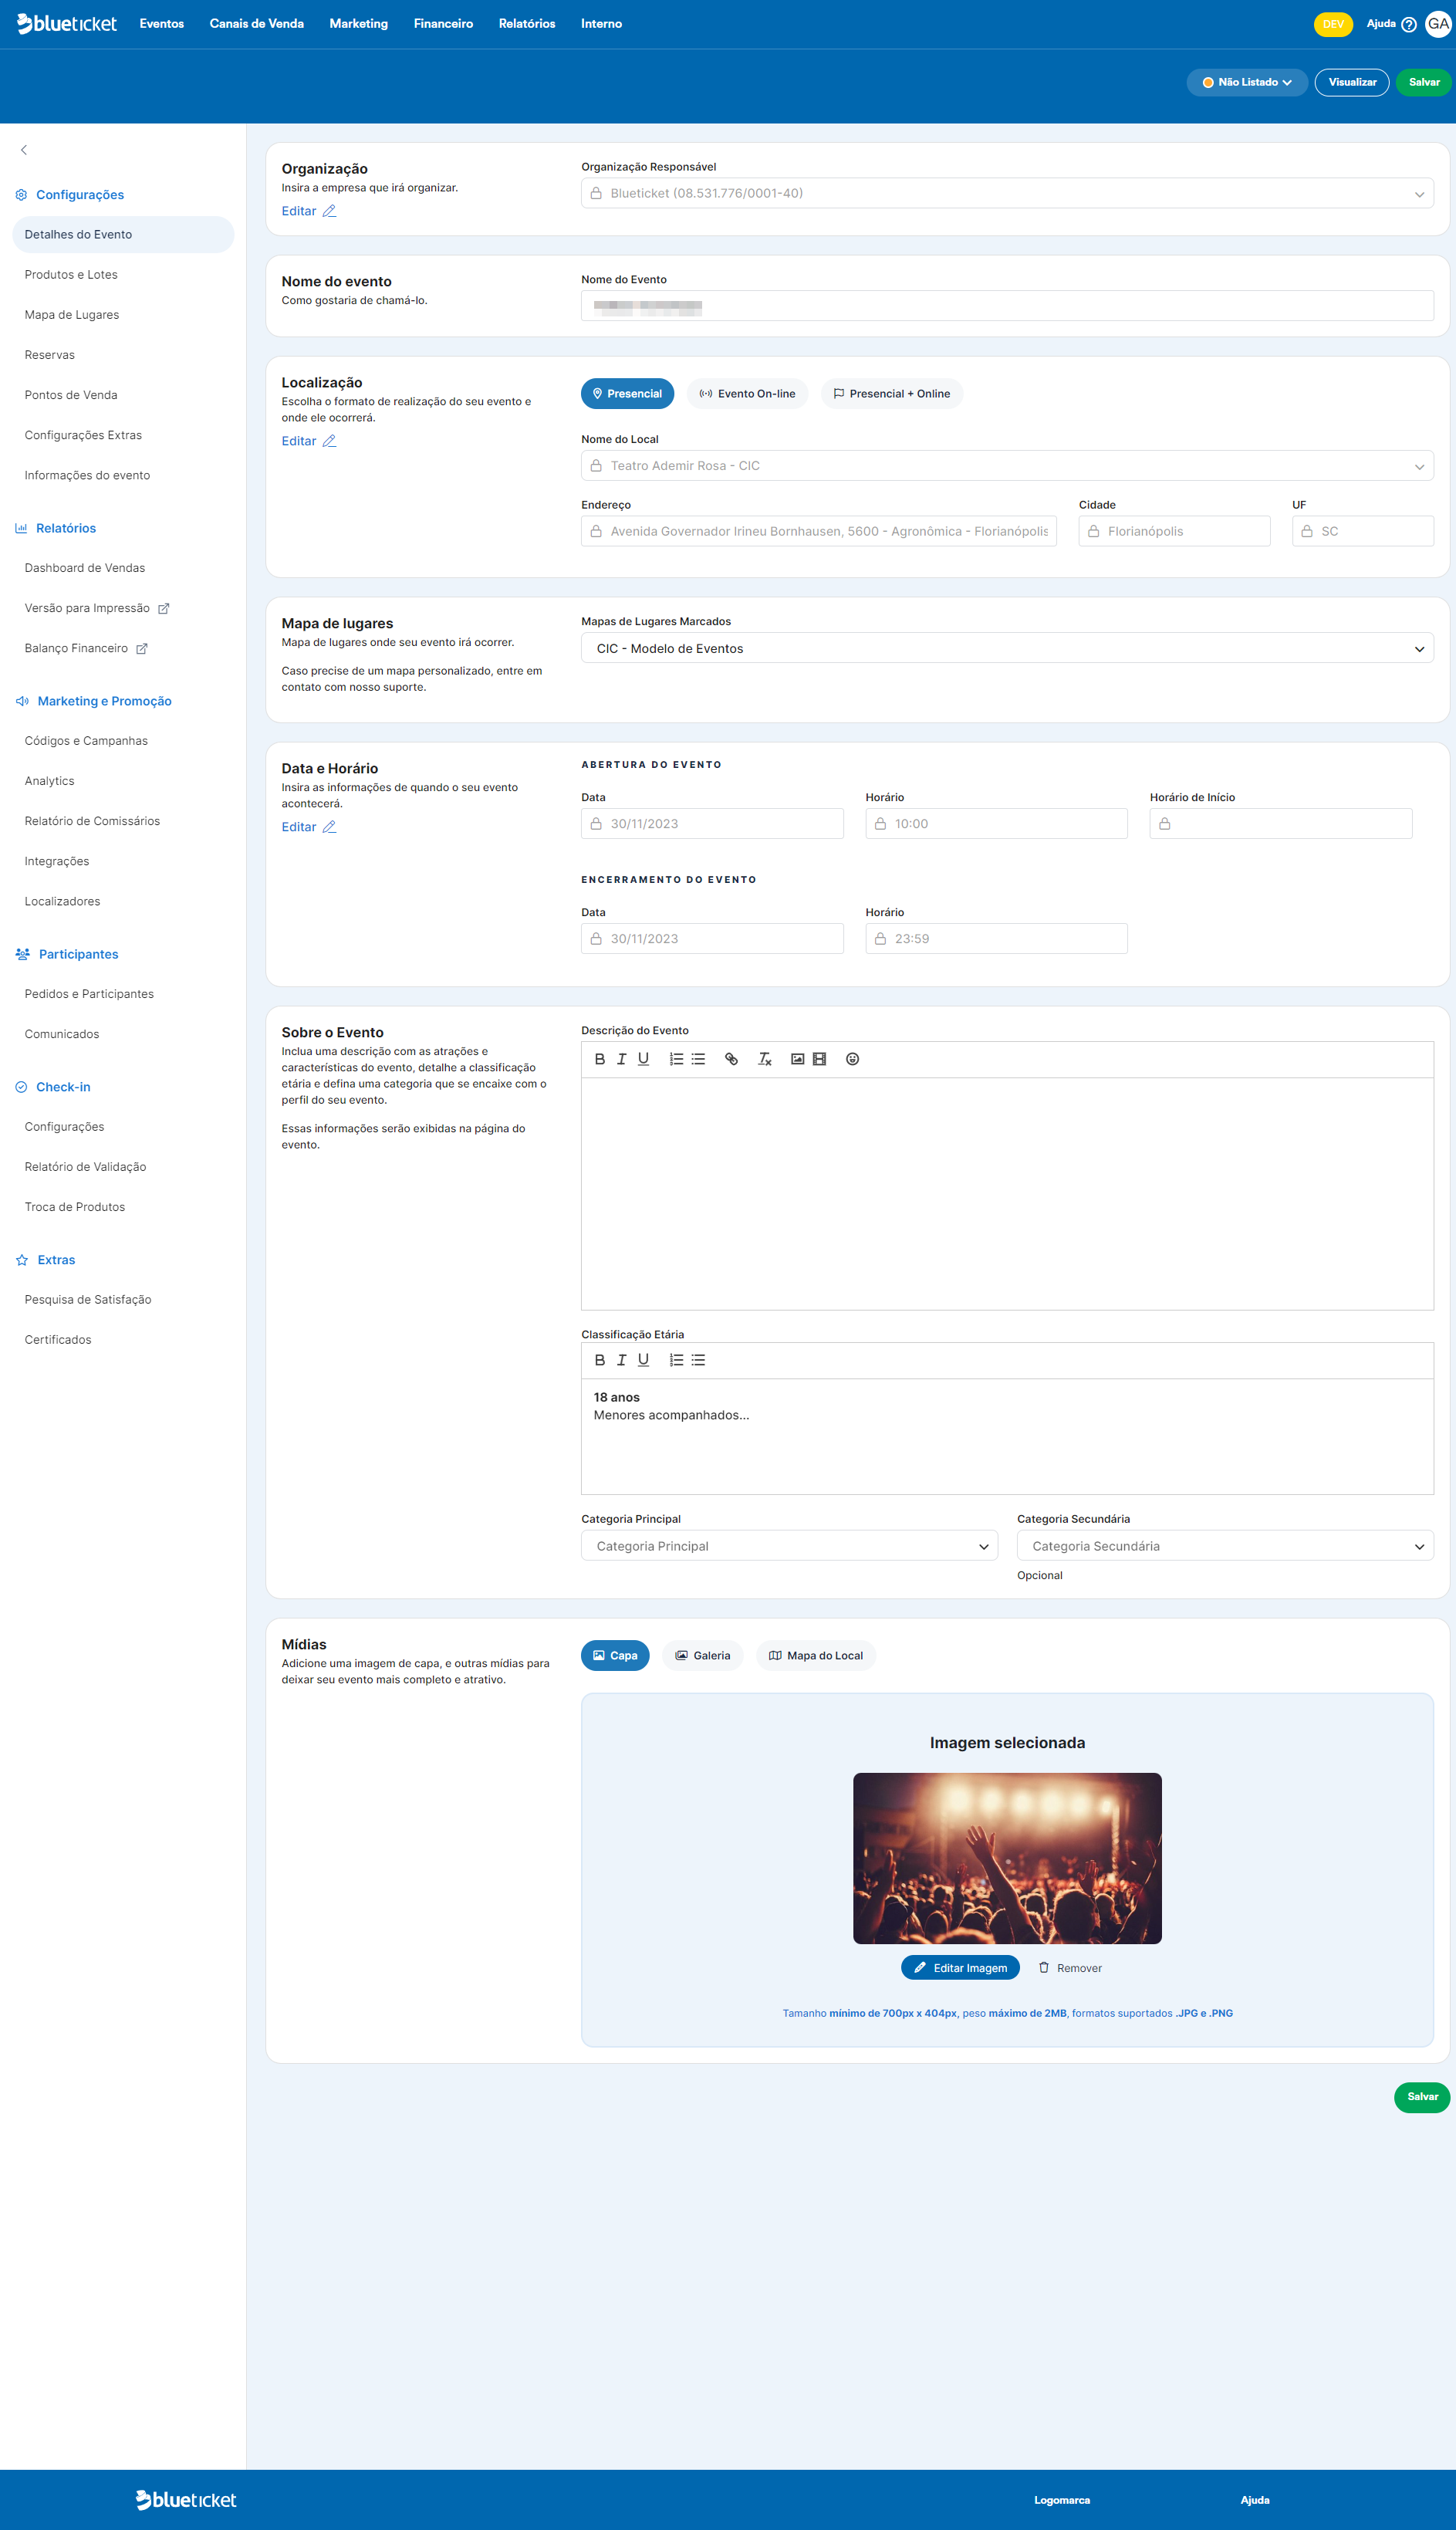 blueticket Eventos Canais de Venda Marketing Financeiro Relatórios Interno DEV Ajuda GA
Não Listado Visualizar Salvar
Configurações
Detalhes do Evento
Produtos e Lotes
Mapa de Lugares
Reservas
Pontos de Venda
Configurações Extras
Informações do evento
Relatórios
Dashboard de Vendas
Versão para Impressão
Balanço Financeiro
Marketing e Promoção
Códigos e Campanhas
Analytics
Relatório de Comissários
Integrações
Localizadores
Participantes
Pedidos e Participantes
Comunicados
Check-in
Configurações
Relatório de Validação
Troca de Produtos
Extras
Pesquisa de Satisfação
Certificados
Organização
Insira a empresa que irá organizar.
Editar
Organização Responsável
Blueticket (08.531.776/0001-40)
Nome do evento
Como gostaria de chamá-lo.
Nome do Evento
Localização
Escolha o formato de realização do seu evento e
onde ele ocorrerá.
Editar
Presencial Evento On-line Presencial + Online
Nome do Local
Teatro Ademir Rosa - CIC
Endereço Cidade UF
Avenida Governador Irineu Bornhausen, 5600 - Agronômica - Florianópolis Florianópolis SC
Mapa de lugares
Mapa de lugares onde seu evento irá ocorrer.
Caso precise de um mapa personalizado, entre em
contato com nosso suporte.
Mapas de Lugares Marcados
CIC - Modelo de Eventos
Data e Horário
Insira as informações de quando o seu evento
acontecerá.
Editar
ABERTURA DO EVENTO
Data Horário Horário de Início
30/11/2023 10:00
ENCERRAMENTO DO EVENTO
Data Horário
30/11/2023 23:59
Sobre o Evento
Inclua uma descrição com as atrações e
características do evento, detalhe a classificação
etária e defina uma categoria que se encaixe com o
perfil do seu evento.
Essas informações serão exibidas na página do
evento.
Descrição do Evento
Classificação Etária
18 anos
Menores acompanhados...
Categoria Principal Categoria Secundária
Categoria Principal Categoria Secundária
Opcional
Mídias
Adicione uma imagem de capa, e outras mídias para
deixar seu evento mais completo e atrativo.
Capa Galeria Mapa do Local
Imagem selecionada
Editar Imagem Remover
Tamanho mínimo de 700px x 404px, peso máximo de 2MB, formatos suportados .JPG e .PNG
Salvar
blueticket Logomarca Ajuda